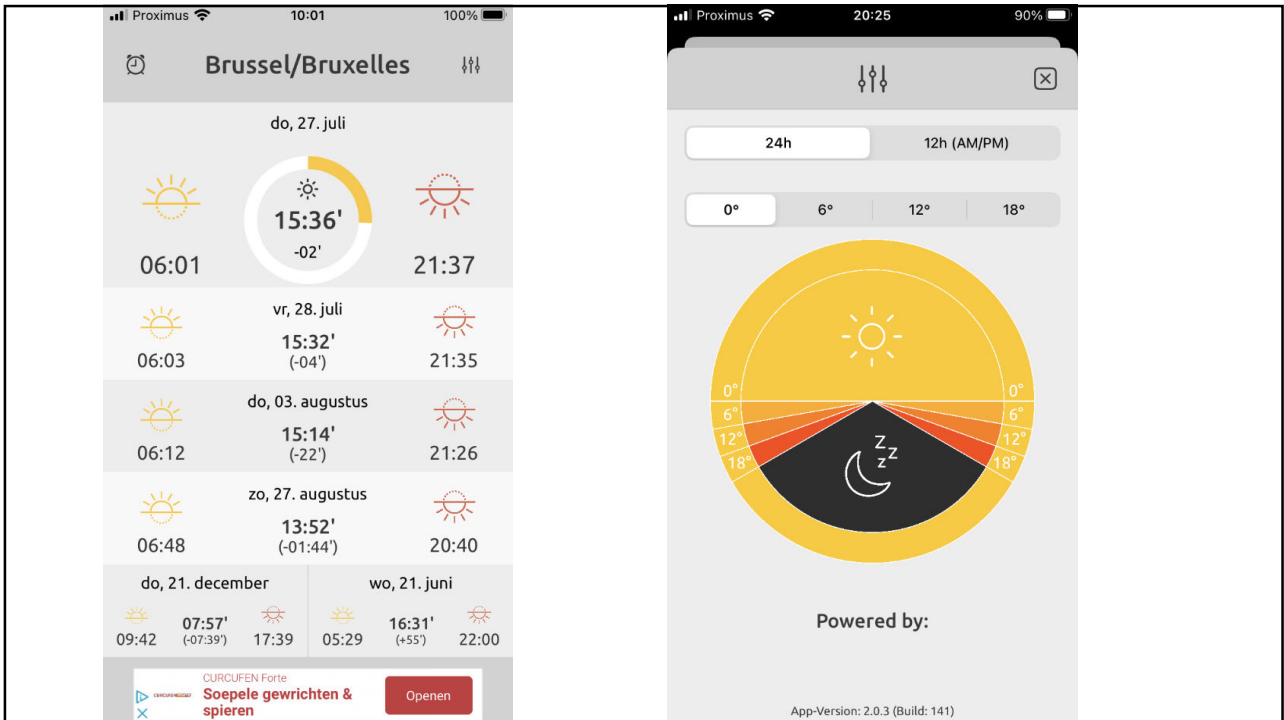 Proximus 10:01 100%
Brussel/Bruxelles
do, 27. juli
15:36'
-02'
06:01 21:37
vr, 28. juli
15:32'
(-04')
06:03 21:35
do, 03. augustus
15:14'
(-22')
06:12 21:26
zo, 27. augustus
13:52'
(-01:44')
06:48 20:40
do, 21. december
07:57'
(-07:39')
09:42 17:39
wo, 21. juni
16:31'
(+55')
05:29 22:00
CURCUFEN Forte
Soepele gewrichten &
spieren
Openen
Proximus 20:25 90%
24h 12h (AM/PM)
0° 6° 12° 18°
0° 0°
6° 6°
12° 12°
18° 18°
Z
Z
Z
Powered by:
App-Version: 2.0.3 (Build: 141)